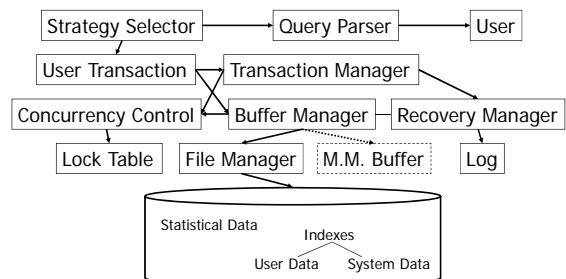 Strategy Selector Query Parser User
User Transaction Transaction Manager
Concurrency Control Buffer Manager Recovery Manager
Lock Table File Manager M.M. Buffer Log
Statistical Data
Indexes
User Data System Data